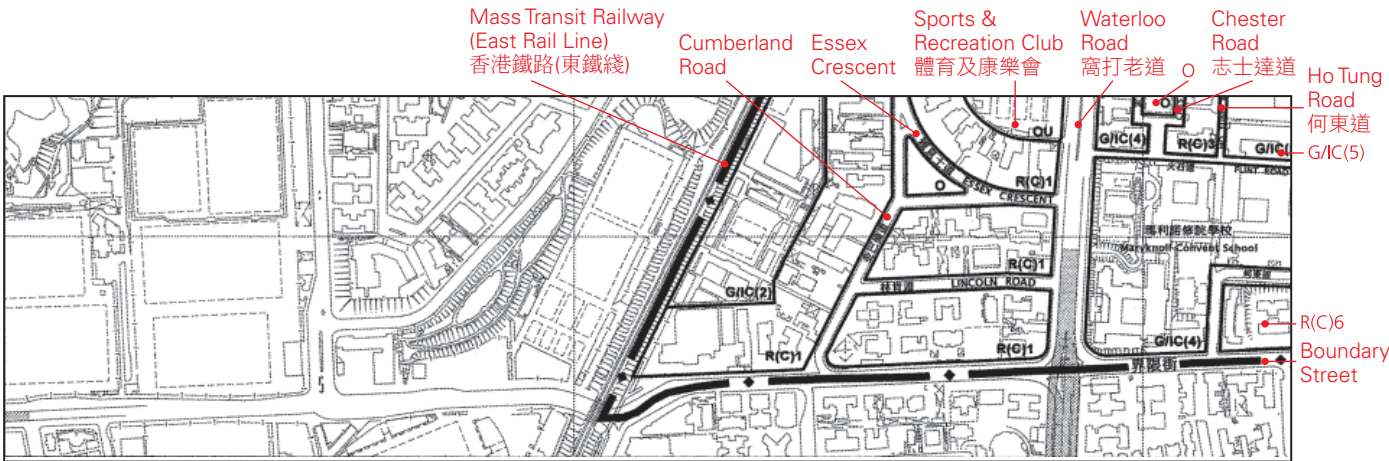 Mass Transit Railway
(East Rail Line)
香港鐵路(東鐵綫)
Cumberland
Road
Essex
Crescent
Sports &
Recreation Club
體育及康樂會
Waterloo
Road
窩打老道
O
Chester
Road
志士達道
Ho Tung
Road
何東道
G/IC(5)
R(C)6
Boundary
Street
O
OU
G/IC(4)
R(C)3
G/IC(
FLINT ROAD
ESSEX
CRESCENT
R(C)1
O
瑪利諾修院學校
Maryknoll Convent School
R(C)1
林肯道
LINCOLN ROAD
G/IC(2)
R(C)1
R(C)1
G/IC(4)
界限街